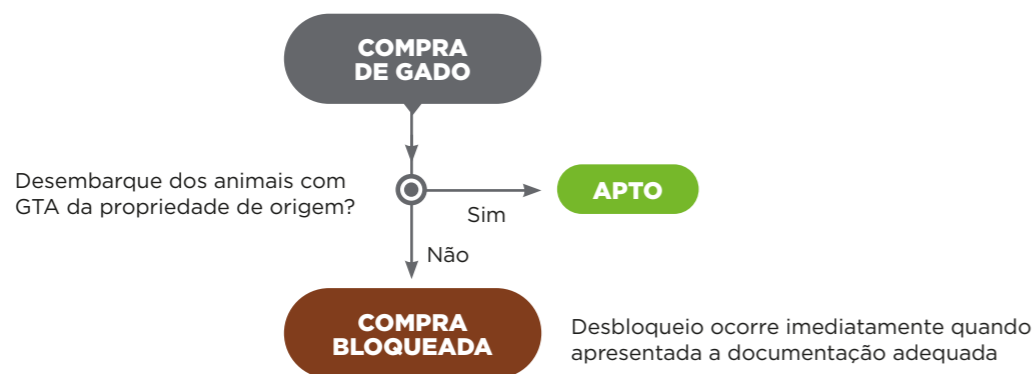 COMPRA
DE GADO
Desembarque dos animais com
GTA da propriedade de origem?
Sim
APTO
Não
COMPRA
BLOQUEADA
Desbloqueio ocorre imediatamente quando
apresentada a documentação adequada